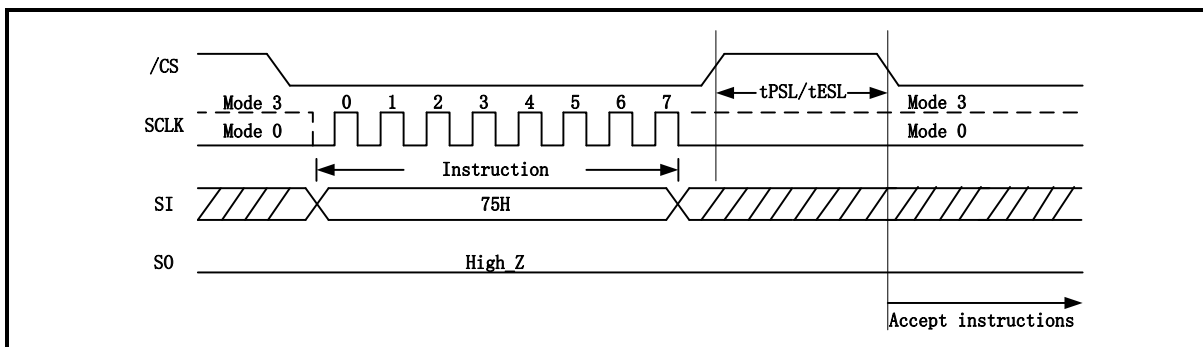 /CS
tPSL/tESL
Mode 3 0 1 2 3 4 5 6 7 Mode 3
SCLK
Mode 0 Mode 0
Instruction
SI 75H
SO High_Z
Accept instructions